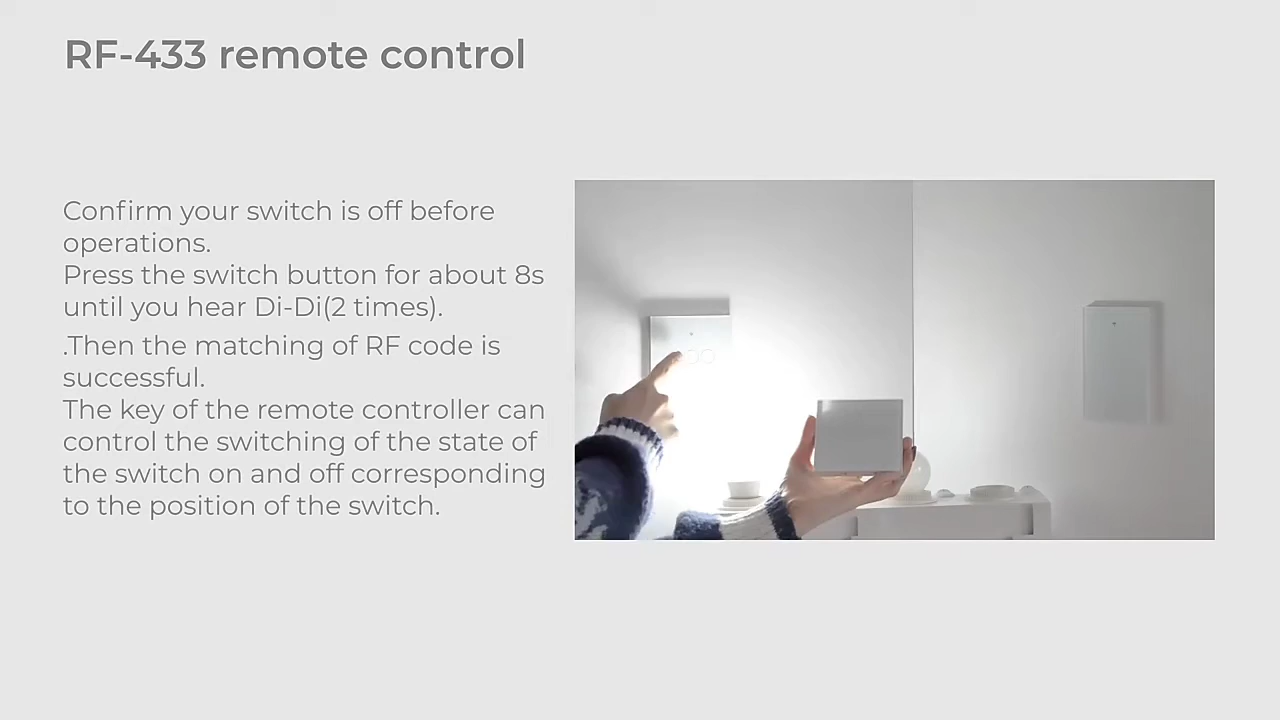 RF-433 remote control
Confirm your switch is off before
operations.
Press the switch button for about 8s
until you hear Di-Di(2 times).
.Then the matching of RF code is
successful.
The key of the remote controller can
control the switching of the state of
the switch on and off corresponding
to the position of the switch.